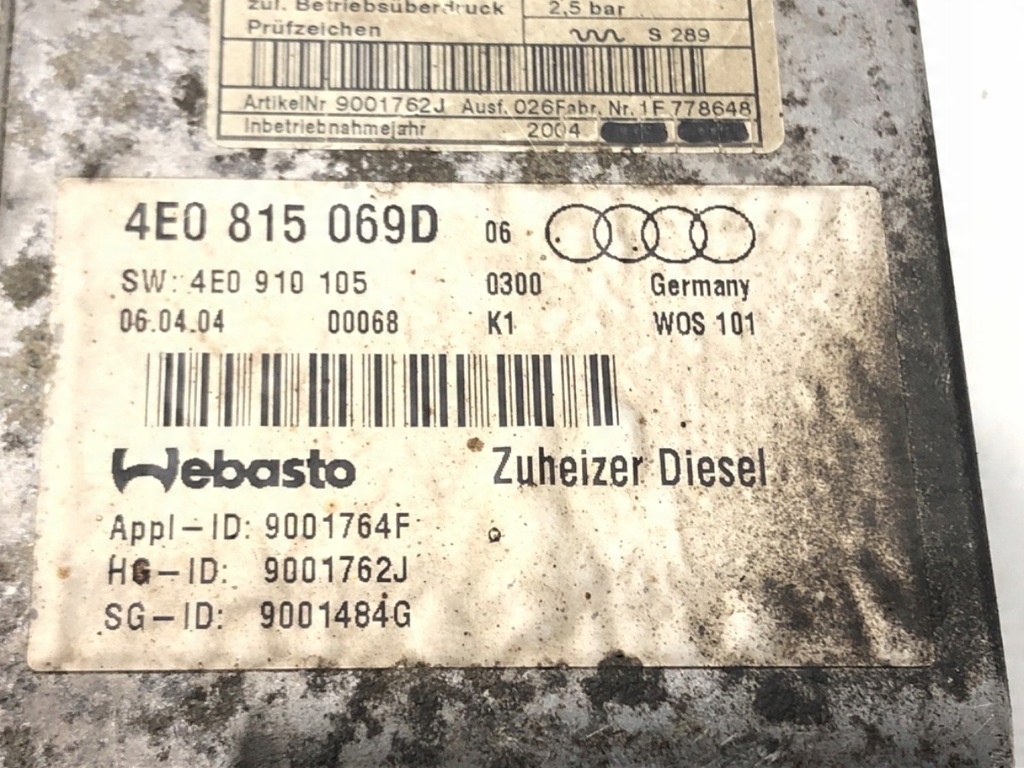 zul. Betriebsüberdruck 2,5 bar
Prüfzeichen S 289
ArtikelNr 9001762J Ausf. 026 Fabr. Nr. 1F 778648
Inbetriebnahmejahr 2004
4E0 815 069D 06
SW: 4E0 910 105 0300 Germany
06.04.04 00068 K1 WOS 101
Webasto Zuheizer Diesel
Appl-ID: 9001764F
HG-ID: 9001762J
SG-ID: 9001484G